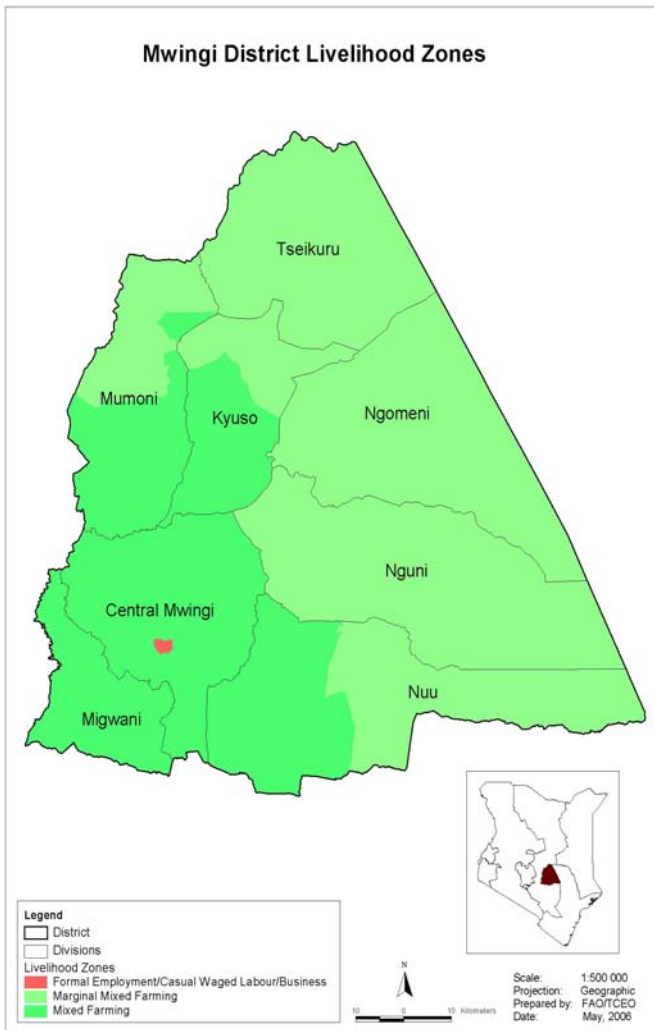 Mwingi District Livelihood Zones
Tseikuru
Mumoni
Kyuso
Ngomeni
Nguni
Central Mwingi
Nuu
Migwani
Legend
District
Divisions
Livelihood Zones
Formal Employment/Casual Waged Labour/Business
Marginal Mixed Farming
Mixed Farming
N
10 0 10 Kilometers
Scale: 1:500 000
Projection: Geographic
Prepared by: FAO/TCEO
Date: May, 2006